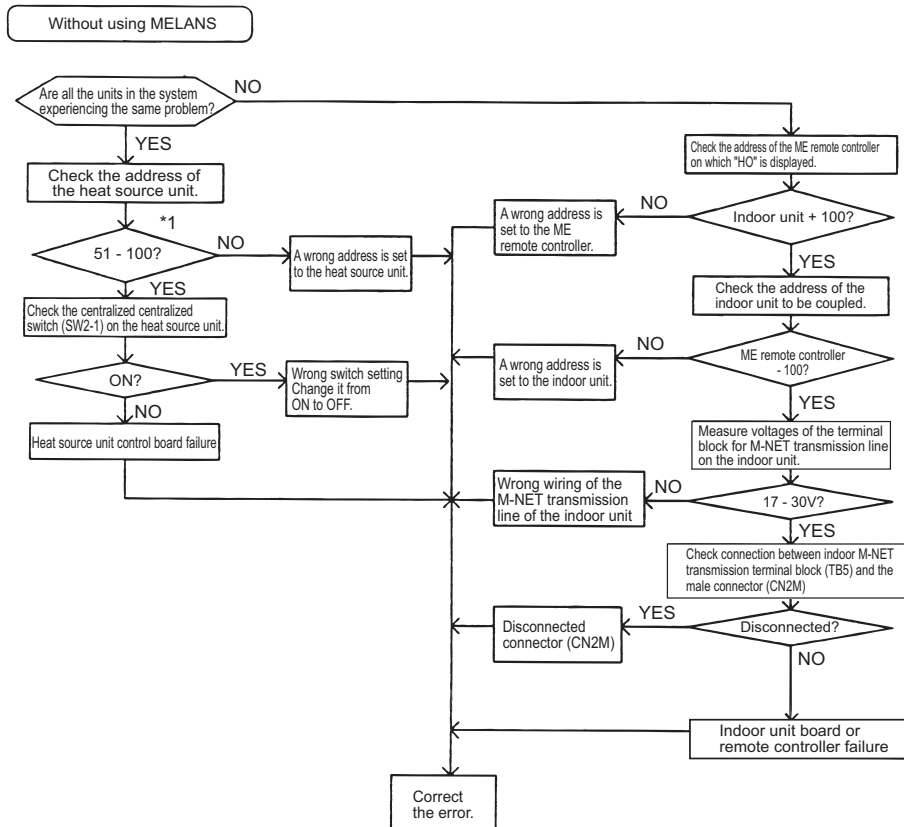 Without using MELANS
Are all the units in the system
experiencing the same problem?
NO
YES
Check the address of
the heat source unit.
*1
51 - 100?
NO
A wrong address is set
to the heat source unit.
YES
Check the centralized centralized
switch (SW2-1) on the heat source unit.
ON?
YES
Wrong switch setting
Change it from
ON to OFF.
NO
Heat source unit control board failure
Check the address of the ME remote controller
on which "HO" is displayed.
Indoor unit + 100?
NO
A wrong address is
set to the ME
remote controller.
YES
Check the address of the
indoor unit to be coupled.
ME remote controller
- 100?
NO
A wrong address is
set to the indoor unit.
YES
Measure voltages of the terminal
block for M-NET transmission line
on the indoor unit.
17 - 30V?
NO
Wrong wiring of the
M-NET transmission
line of the indoor unit
YES
Check connection between indoor M-NET
transmission terminal block (TB5) and the
male connector (CN2M)
Disconnected?
YES
Disconnected
connector (CN2M)
NO
Indoor unit board or
remote controller failure
Correct
the error.